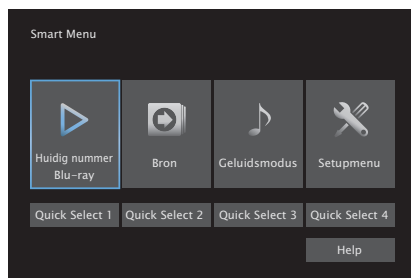 Smart Menu
Huidig nummer
Blu-ray
Bron
Geluidsmodus
Setupmenu
Quick Select 1
Quick Select 2
Quick Select 3
Quick Select 4
Help